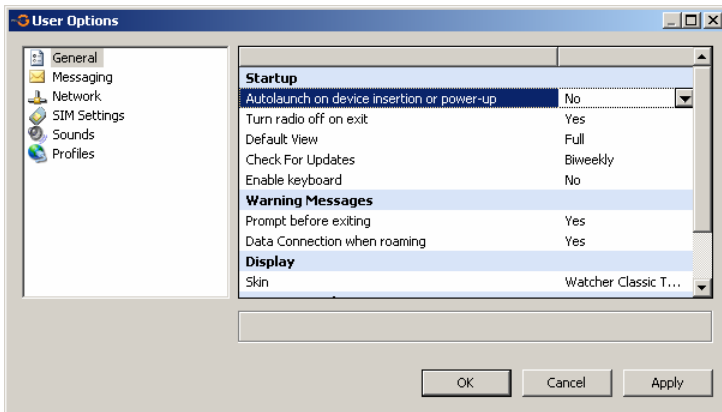 User Options
General
Messaging
Network
SIM Settings
Sounds
Profiles
Startup
Autolaunch on device insertion or power-up No
Turn radio off on exit Yes
Default View Full
Check For Updates Biweekly
Enable keyboard No
Warning Messages
Prompt before exiting Yes
Data Connection when roaming Yes
Display
Skin Watcher Classic T...
OK Cancel Apply